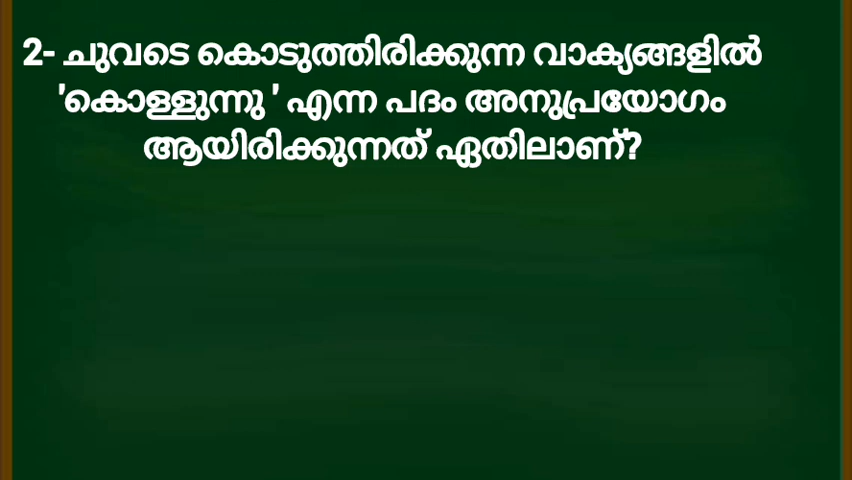 2- ചുവടെ കൊടുത്തിരിക്കുന്ന വാക്യങ്ങളിൽ
'കൊള്ളുന്നു ' എന്ന പദം അനുപ്രയോഗം
ആയിരിക്കുന്നത് ഏതിലാണ്?